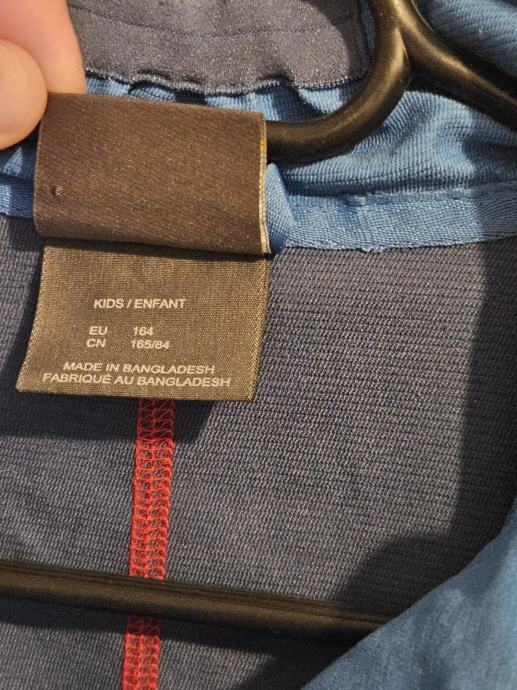 KIDS / ENFANT
EU 164
CN 165/84
MADE IN BANGLADESH
FABRIQUÉ AU BANGLADESH